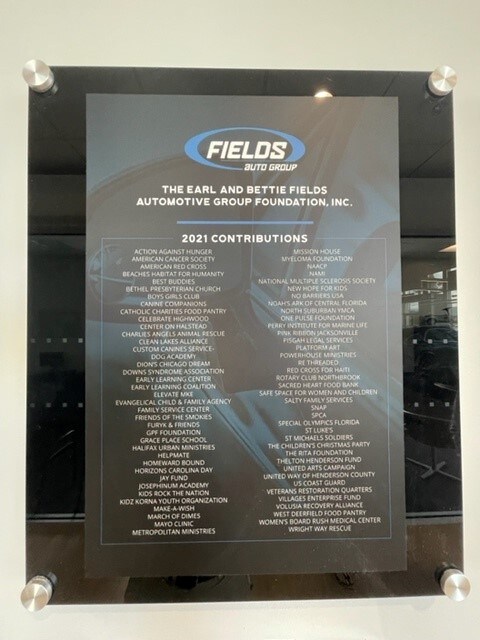 FIELDS
AUTO GROUP
THE EARL AND BETTIE FIELDS
AUTOMOTIVE GROUP FOUNDATION, INC.
2021 CONTRIBUTIONS
ACTION AGAINST HUNGER
AMERICAN CANCER SOCIETY
AMERICAN RED CROSS
BEACHES HABITAT FOR HUMANITY
BEST BUDDIES
BETHEL PRESBYTERIAN CHURCH
BOYS GIRLS CLUB
CANINE COMPANIONS
CATHOLIC CHARITIES FOOD PANTRY
CELEBRATE HIGHWOOD
CENTER ON HALSTED
CHARLIES ANGELS ANIMAL RESCUE
CLEAN LAKES ALLIANCE
CUSTOM CANINES SERVICE-
DOG ACADEMY
DION'S CHICAGO DREAM
DOWNS SYNDROME ASSOCIATION
EARLY LEARNING CENTER
EARLY LEARNING COALITION
ELEVATE MKE
EVANGELICAL CHILD & FAMILY AGENCY
FAMILY SERVICE CENTER
FRIENDS OF THE SMOKIES
FURYK & FRIENDS
GPF FOUNDATION
GRACE PLACE SCHOOL
HALIFAX URBAN MINISTRIES
HELPMATE
HOMEWARD BOUND
HORIZONS CAROLINA DAY
JAY FUND
JOSEPHINUM ACADEMY
KIDS ROCK THE NATION
KIDZ KORNA YOUTH ORGANIZATION
MAKE-A-WISH
MARCH OF DIMES
MAYO CLINIC
METROPOLITAN MINISTRIES
MISSION HOUSE
MYELOMA FOUNDATION
NAACP
NAMI
NATIONAL MULTIPLE SCLEROSIS SOCIETY
NEW HOPE FOR KIDS
NO BARRIERS USA
NOAHS ARK OF CENTRAL FLORIDA
NORTH SUBURBAN YMCA
ONE PULSE FOUNDATION
PERRY INSTITUTE FOR MARINE LIFE
PINK RIBBON JACKSONVILLE
PISGAH LEGAL SERVICES
PLATFORM ART
POWERHOUSE MINISTRIES
RE THREADED
RED CROSS FOR HAITI
ROTARY CLUB NORTHBROOK
SACRED HEART FOOD BANK
SAFE SPACE FOR WOMEN AND CHILDREN
SALTY FAMILY SERVICES
SNAP
SPCA
SPECIAL OLYMPICS FLORIDA
ST LUKE'S
ST MICHAELS SOLDIERS
THE CHILDREN'S CHRISTMAS PARTY
THE RITA FOUNDATION
THELTON HENDERSON FUND
UNITED ARTS CAMPAIGN
UNITED WAY OF HENDERSON COUNTY
US COAST GUARD
VETERANS RESTORATION QUARTERS
VILLAGES ENTERPRISE FUND
VOLUSIA RECOVERY ALLIANCE
WEST DEERFIELD FOOD PANTRY
WOMEN'S BOARD RUSH MEDICAL CENTER
WRIGHT WAY RESCUE